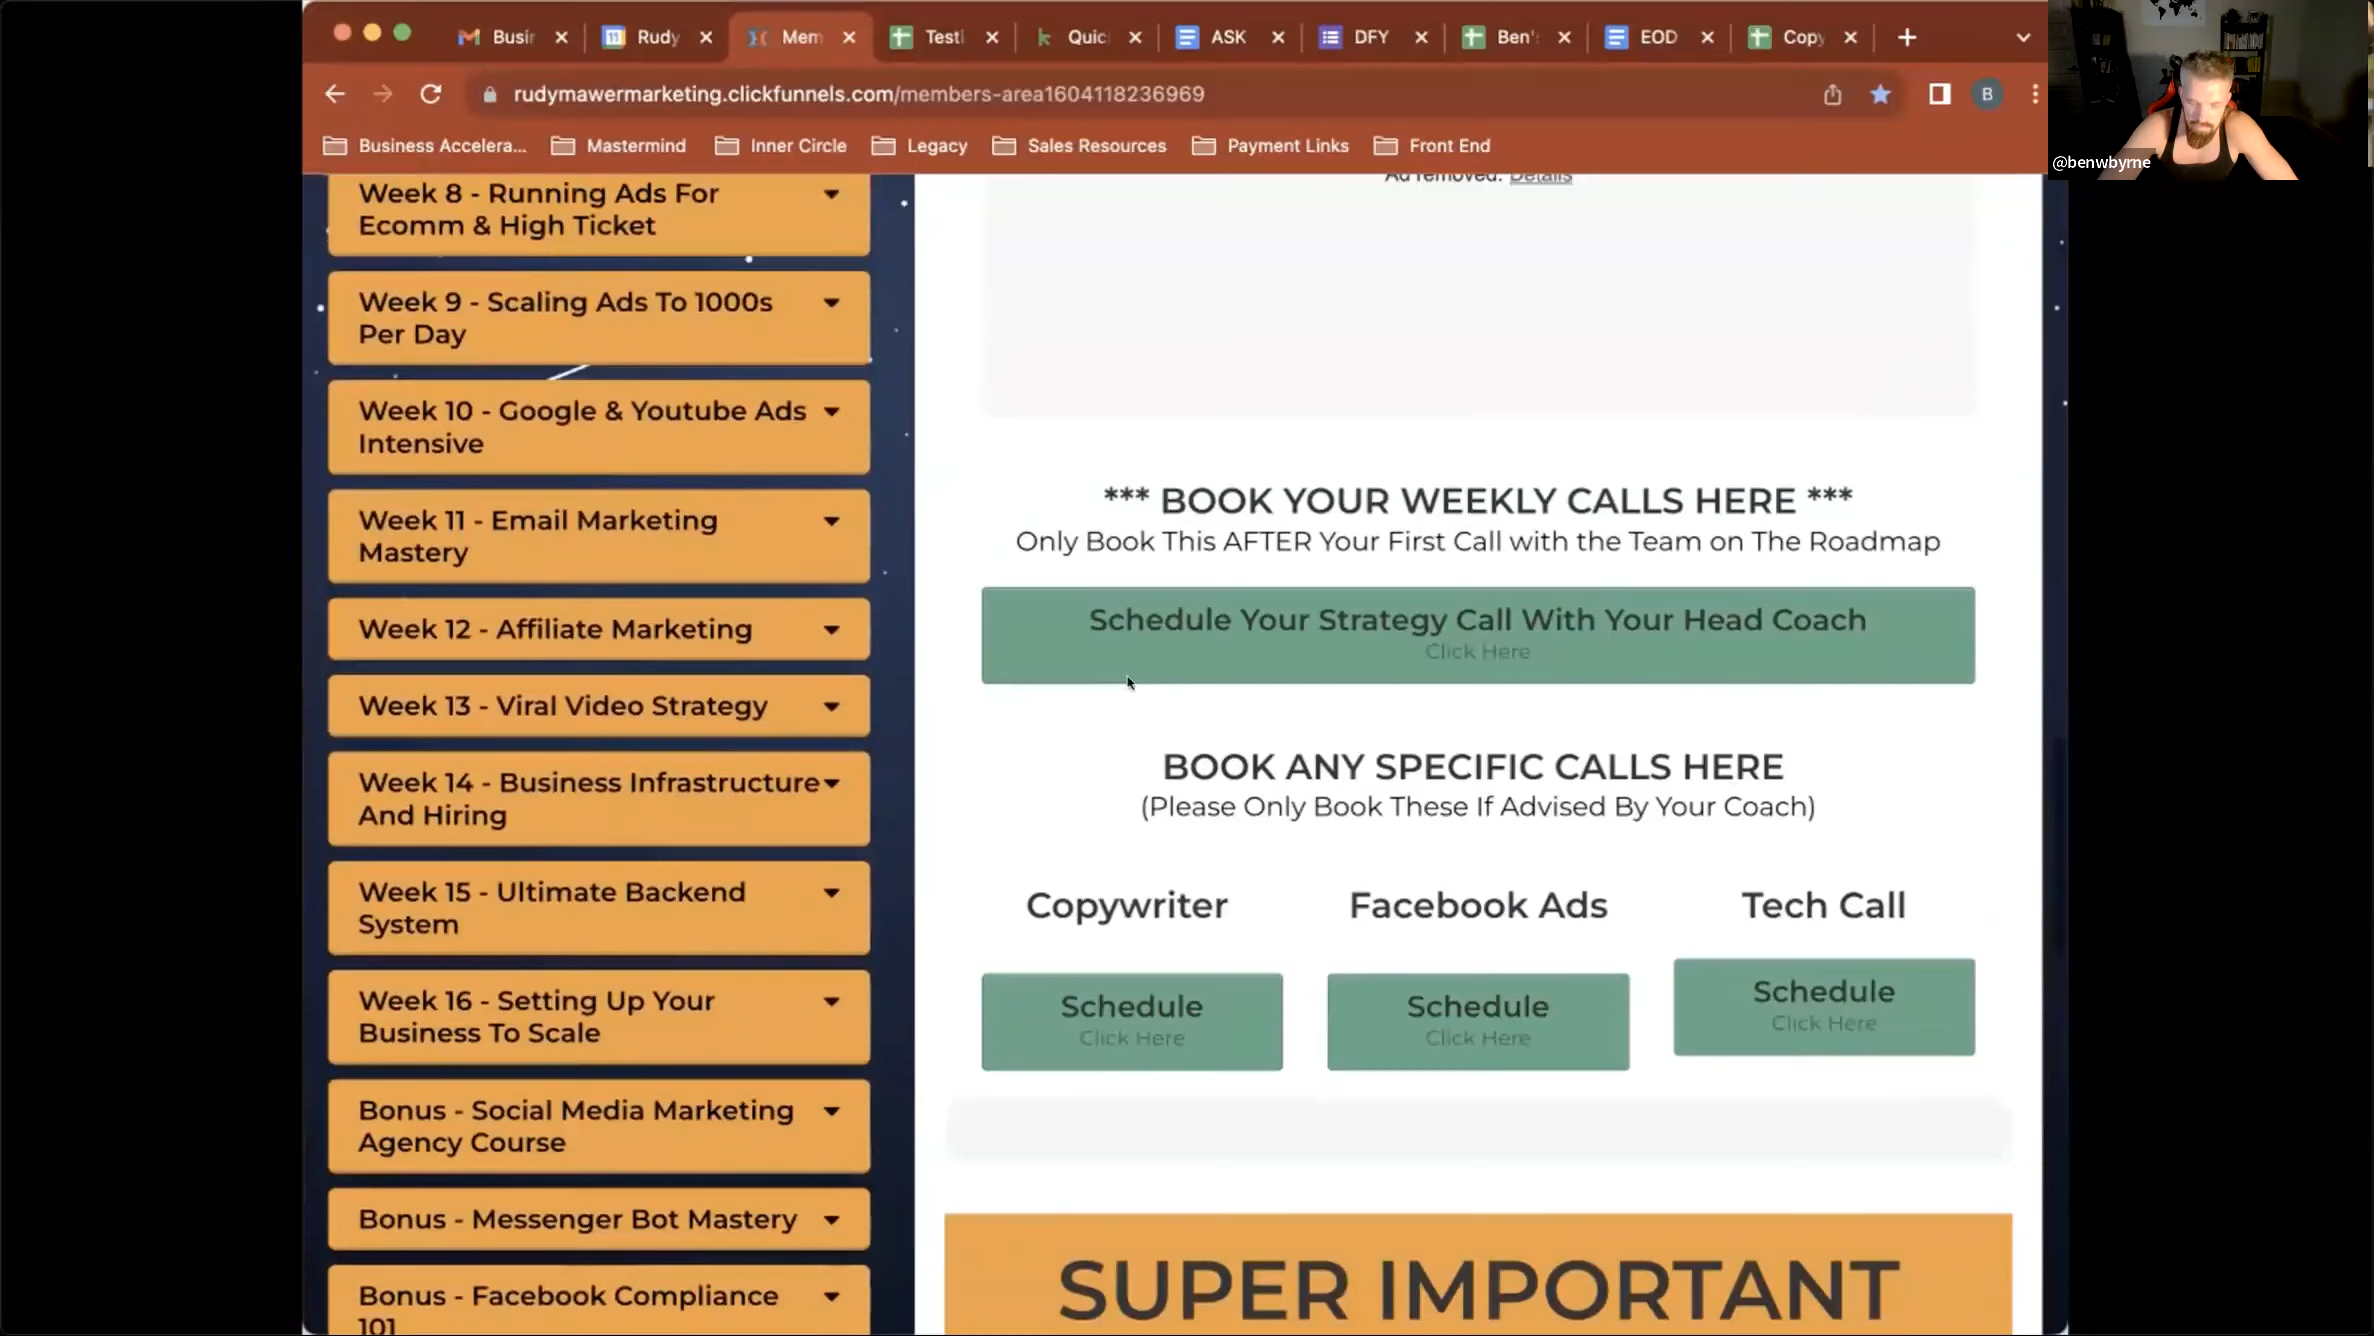 Busir
Rudy
Mem
Testi
Quic
ASK
DFY
Ben's
EOD
Copy
rudymawermarketing.clickfunnels.com/members-area1604118236969
B
Business Accelera...
Mastermind
Inner Circle
Legacy
Sales Resources
Payment Links
Front End
@benwbyrne
Week 8 - Running Ads For
Ecomm & High Ticket
Week 9 - Scaling Ads To 1000s
Per Day
Week 10 - Google & Youtube Ads
Intensive
Week 11 - Email Marketing
Mastery
Week 12 - Affiliate Marketing
Week 13 - Viral Video Strategy
Week 14 - Business Infrastructure
And Hiring
Week 15 - Ultimate Backend
System
Week 16 - Setting Up Your
Business To Scale
Bonus - Social Media Marketing
Agency Course
Bonus - Messenger Bot Mastery
Bonus - Facebook Compliance
101
Ad removed. Details
*** BOOK YOUR WEEKLY CALLS HERE ***
Only Book This AFTER Your First Call with the Team on The Roadmap
Schedule Your Strategy Call With Your Head Coach
Click Here
BOOK ANY SPECIFIC CALLS HERE
(Please Only Book These If Advised By Your Coach)
Copywriter
Facebook Ads
Tech Call
Schedule
Click Here
Schedule
Click Here
Schedule
Click Here
SUPER IMPORTANT